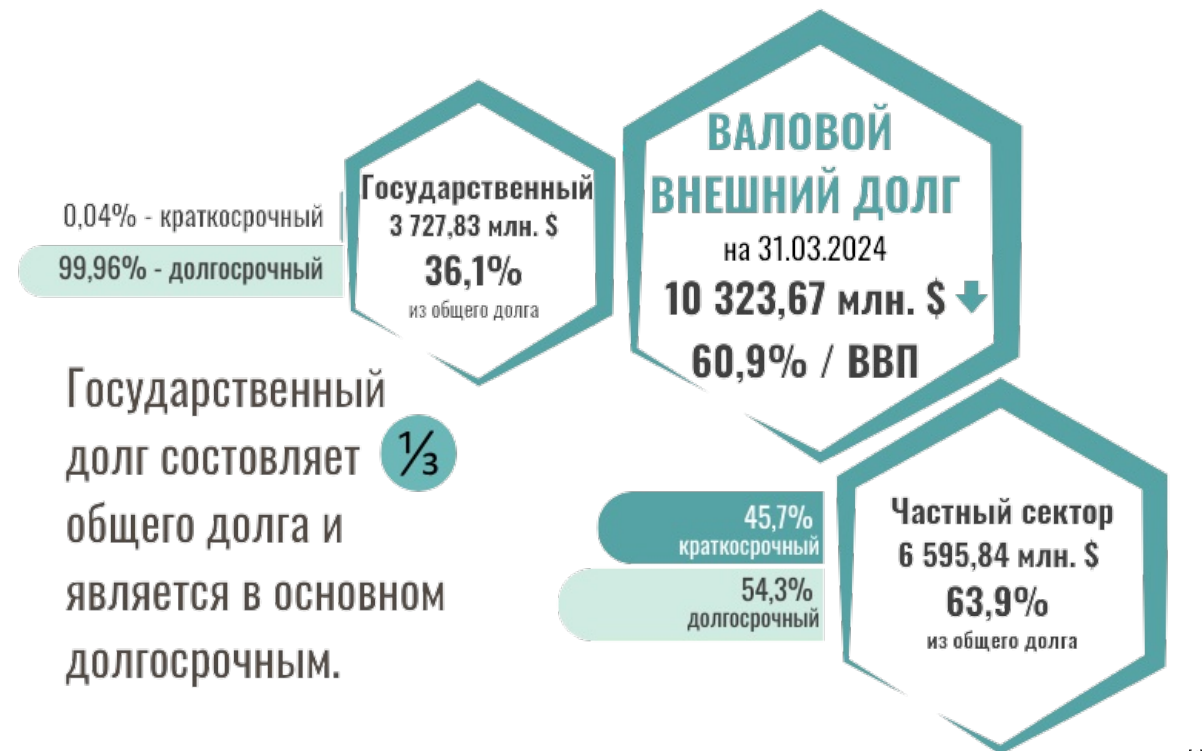 ВАЛОВОЙ
ВНЕШНИЙ ДОЛГ
на 31.03.2024
10 323,67 млн. $
60,9% / ВВП
Государственный
3 727,83 млн. $
36,1%
из общего долга
0,04% - краткосрочный
99,96% - долгосрочный
Государственный
долг состовляет ⅓
общего долга и
является в основном
долгосрочным.
Частный сектор
6 595,84 млн. $
63,9%
из общего долга
45,7%
краткосрочный
54,3%
долгосрочный